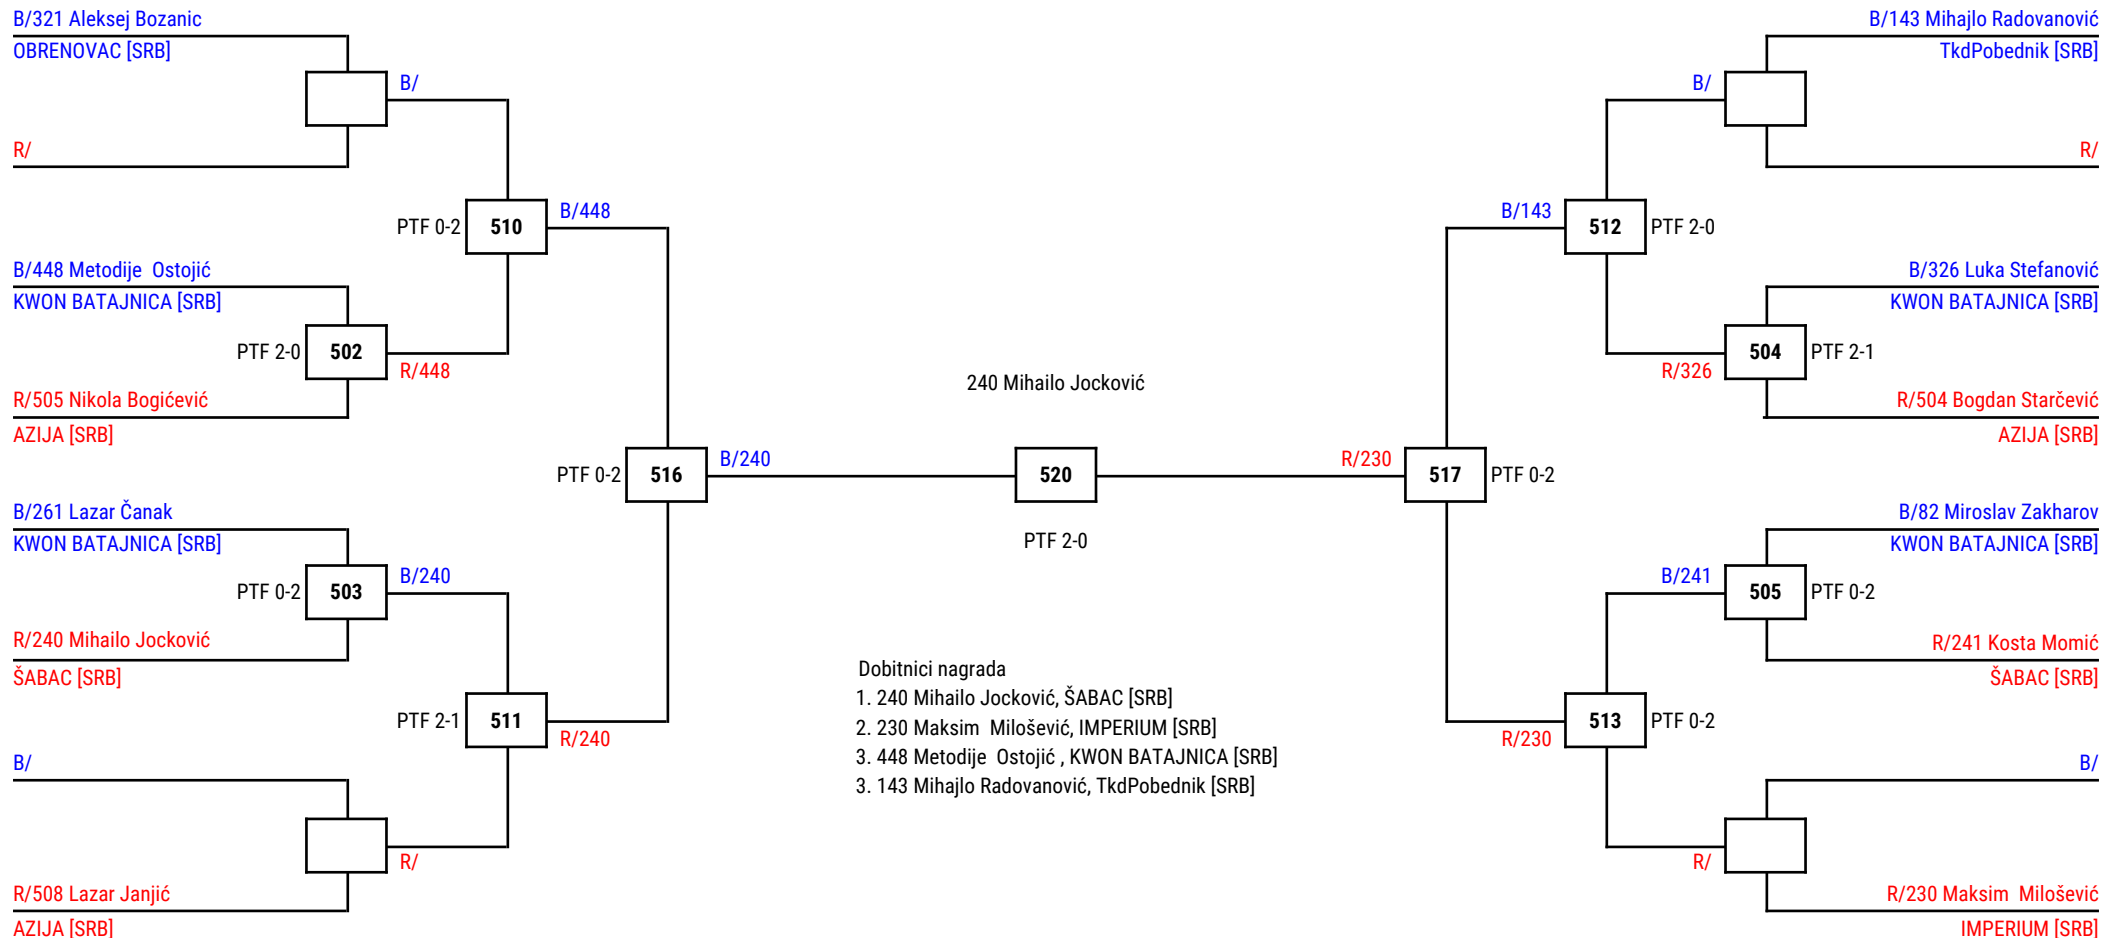 B/321 Aleksej Bozanic
OBRENOVAC [SRB]
B/
R/
PTF 0-2
510
B/448
B/448 Metodije  Ostojić
KWON BATAJNICA [SRB]
PTF 2-0
502
R/448
R/505 Nikola Bogićević
AZIJA [SRB]
PTF 0-2
516
B/240
B/261 Lazar Čanak
KWON BATAJNICA [SRB]
PTF 0-2
503
B/240
R/240 Mihailo Jocković
ŠABAC [SRB]
PTF 2-1
511
R/240
B/
R/
R/508 Lazar Janjić
AZIJA [SRB]
240 Mihailo Jocković
520
PTF 2-0
Dobitnici nagrada
1. 240 Mihailo Jocković, ŠABAC [SRB]
2. 230 Maksim  Milošević, IMPERIUM [SRB]
3. 448 Metodije  Ostojić , KWON BATAJNICA [SRB]
3. 143 Mihajlo Radovanović, TkdPobednik [SRB]
B/143 Mihajlo Radovanović
TkdPobednik [SRB]
B/
R/
B/143
512
PTF 2-0
B/326 Luka Stefanović
KWON BATAJNICA [SRB]
504
PTF 2-1
R/326
R/504 Bogdan Starčević
AZIJA [SRB]
R/230
517
PTF 0-2
B/82 Miroslav Zakharov
KWON BATAJNICA [SRB]
B/241
505
PTF 0-2
R/241 Kosta Momić
ŠABAC [SRB]
R/230
513
PTF 0-2
B/
R/
R/230 Maksim  Milošević
IMPERIUM [SRB]